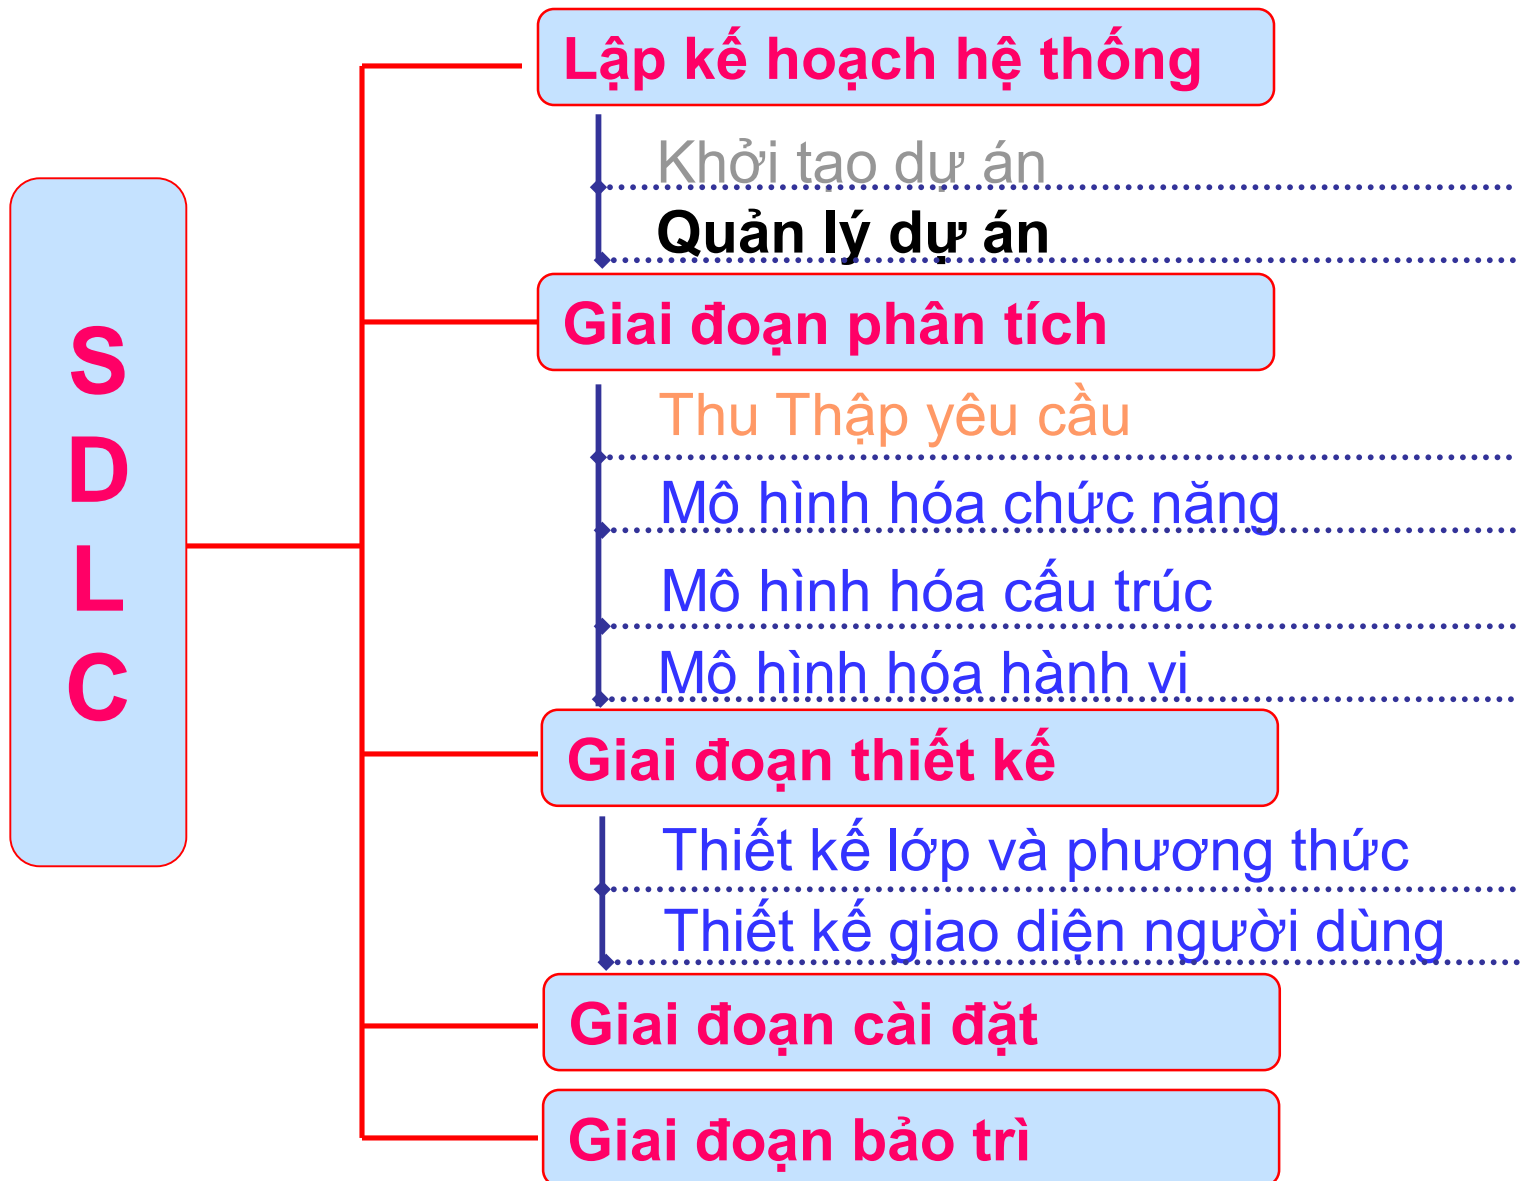 S
D
L
C
Lập kế hoạch hệ thống
Khởi tạo dự án
Quản lý dự án
Giai đoạn phân tích
Thu Thập yêu cầu
Mô hình hóa chức năng
Mô hình hóa cấu trúc
Mô hình hóa hành vi
Giai đoạn thiết kế
Thiết kế lớp và phương thức
Thiết kế giao diện người dùng
Giai đoạn cài đặt
Giai đoạn bảo trì